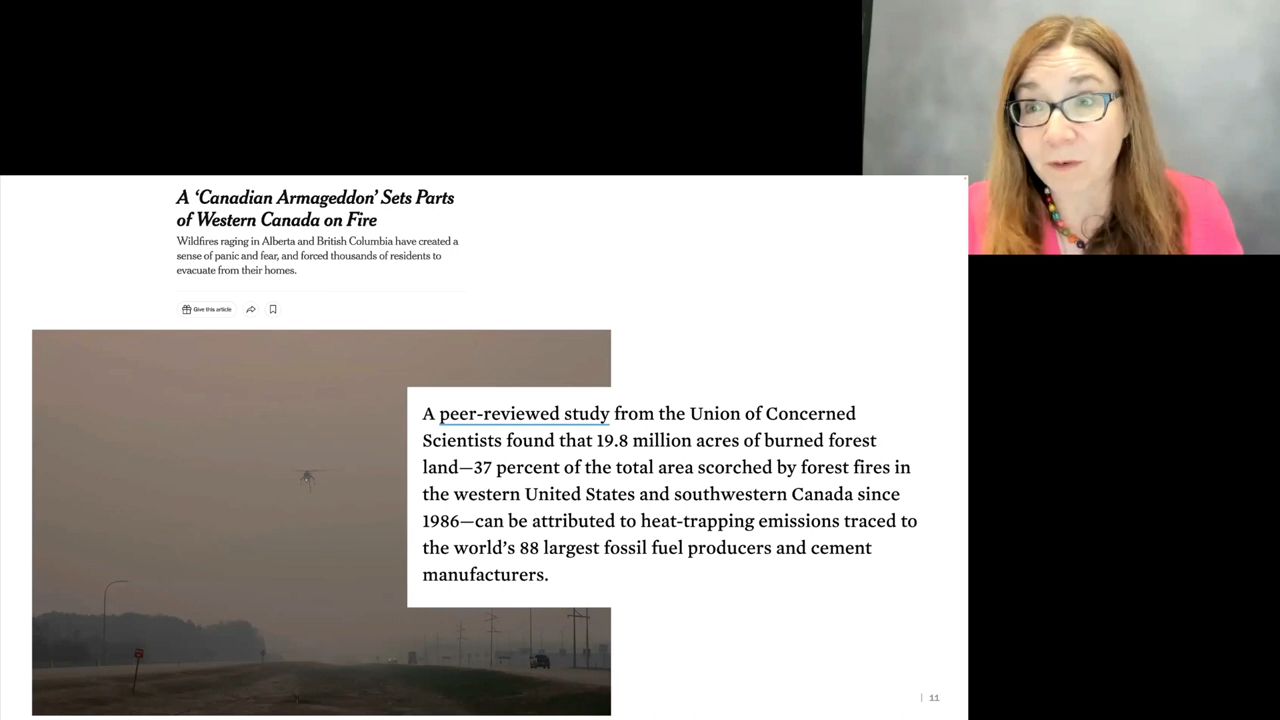 A ‘Canadian Armageddon’ Sets Parts
of Western Canada on Fire
Wildfires raging in Alberta and British Columbia have created a
sense of panic and fear, and forced thousands of residents to
evacuate from their homes.
Give this article
A peer-reviewed study from the Union of Concerned
Scientists found that 19.8 million acres of burned forest
land—37 percent of the total area scorched by forest fires in
the western United States and southwestern Canada since
1986—can be attributed to heat-trapping emissions traced to
the world’s 88 largest fossil fuel producers and cement
manufacturers.
| 11